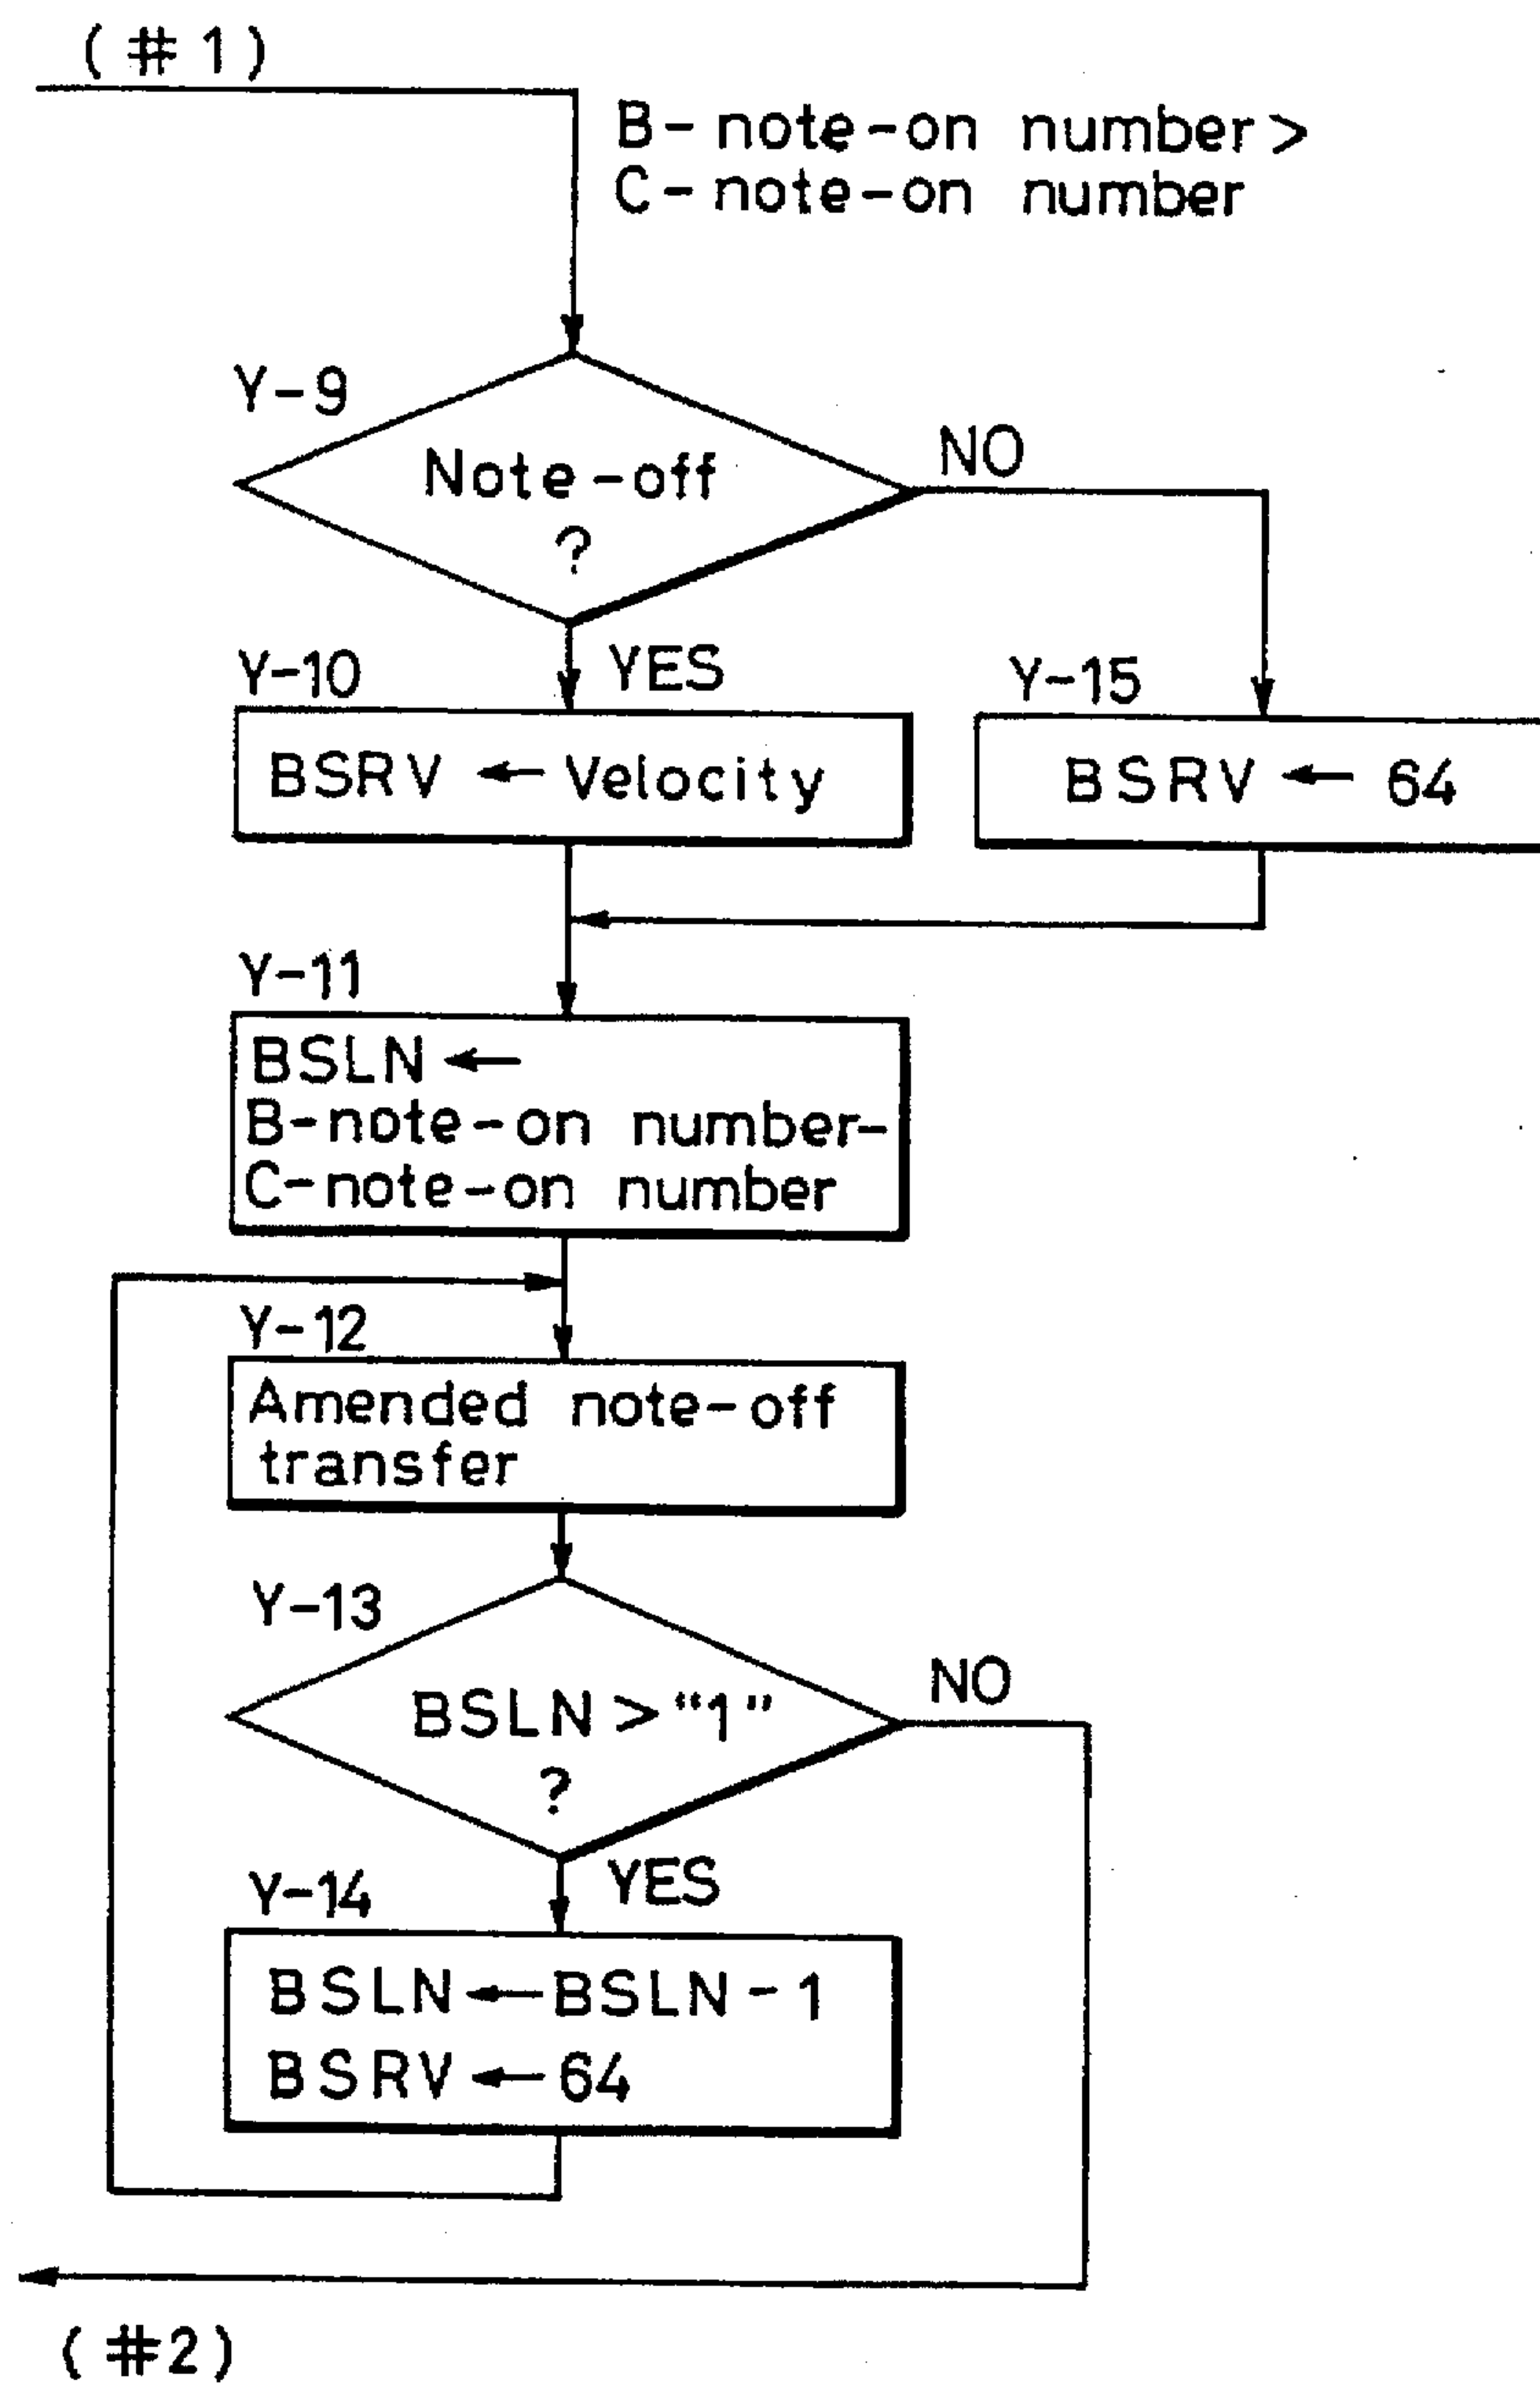 (#1)
B-note-on number>
C-note-on number
Y-9
Note-off
?
NO
YES
Y-10
BSRV ← Velocity
Y-15
BSRV ← 64
Y-11
BSLN ←
B-note-on number-
C-note-on number
Y-12
Amended note-off
transfer
Y-13
BSLN > "1"
?
NO
YES
Y-14
BSLN ← BSLN - 1
BSRV ← 64
(#2)